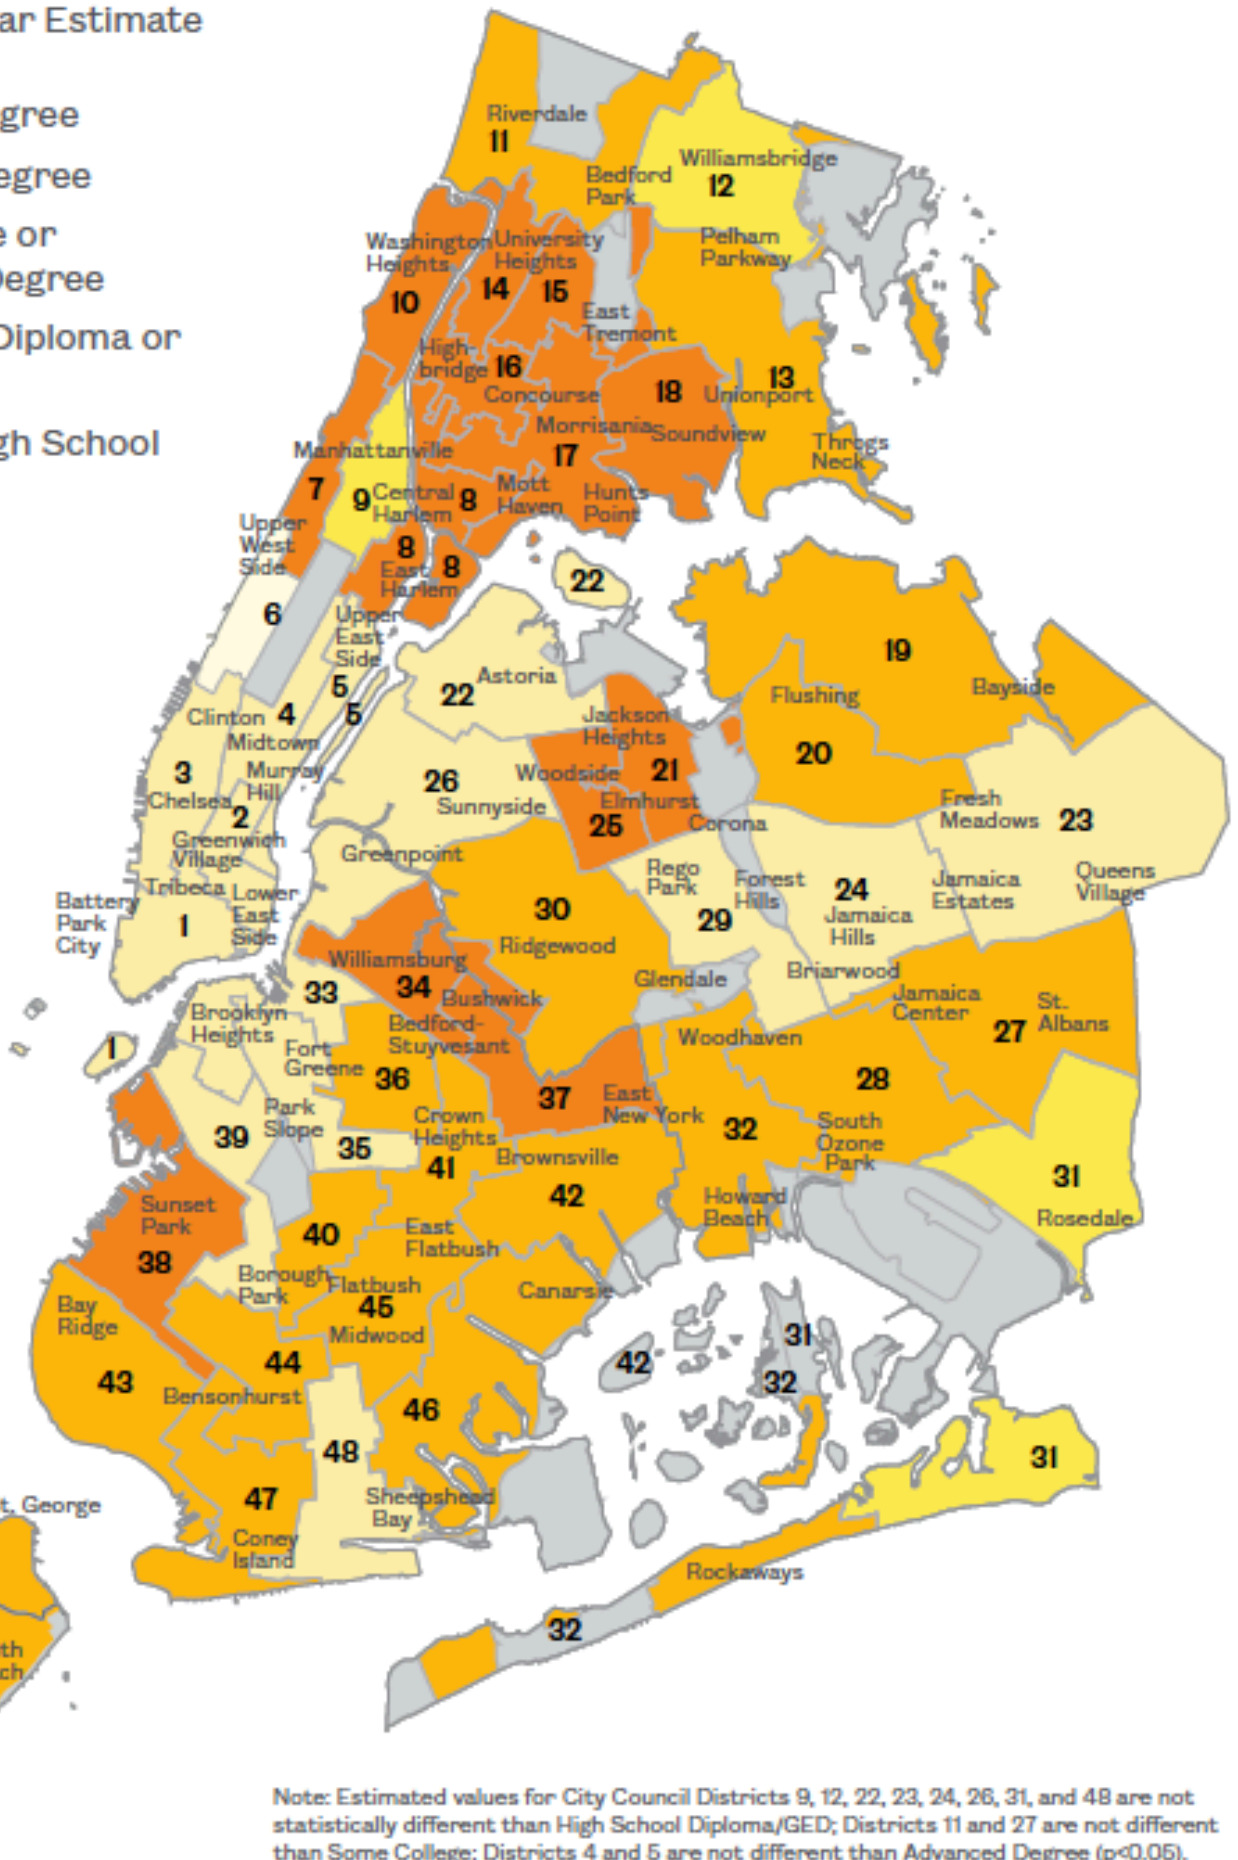 ar Estimate
gree
egree
e or
Degree
Diploma or
gh School
Riverdale
11
Bedford
Park
Williamsbridge
12
Pelham
Parkway
Washington
Heights
University
Heights
10
14
15
East
Tremont
High-
bridge
16
Concourse
18
13
Unionport
Morrisania
Soundview
Throgs
Neck
17
Manhattanville
7
9
Central
Harlem
8
Mott
Haven
Hunts
Point
Upper
West
Side
8
East
Harlem
8
22
6
Upper
East
Side
5
5
Clinton
4
Midtown
3
Chelsea
Murray
Hill
2
Greenwich
Village
Tribeca
Lower
East
Side
Battery
Park
City
1
1
Astoria
22
19
Bayside
Flushing
20
Jackson
Heights
Woodside
21
Elmhurst
25
Corona
26
Sunnyside
Greenpoint
Fresh
Meadows
23
Queens
Village
Rego
Park
29
Forest
Hills
24
Jamaica
Hills
Jamaica
Estates
Briarwood
30
Ridgewood
Glendale
Williamsburg
34
Bushwick
33
Brooklyn
Heights
Bedford-
Stuyvesant
Fort
Greene
36
Jamaica
Center
27
St.
Albans
Woodhaven
28
37
East
New York
32
South
Ozone
Park
Park
Slope
39
35
Crown
Heights
41
Brownsville
42
31
Rosedale
Howard
Beach
Sunset
Park
38
40
East
Flatbush
Borough
Park
Flatbush
45
Midwood
Canarsie
Bay
Ridge
43
44
Bensonhurst
46
48
47
Coney
Island
Sheepshead
Bay
42
31
32
31
Rockaways
32
t. George
th
ch
Note: Estimated values for City Council Districts 9, 12, 22, 23, 24, 26, 31, and 48 are not
statistically different than High School Diploma/GED; Districts 11 and 27 are not different
than Some College; Districts 4 and 5 are not different than Advanced Degree (p<0.05).